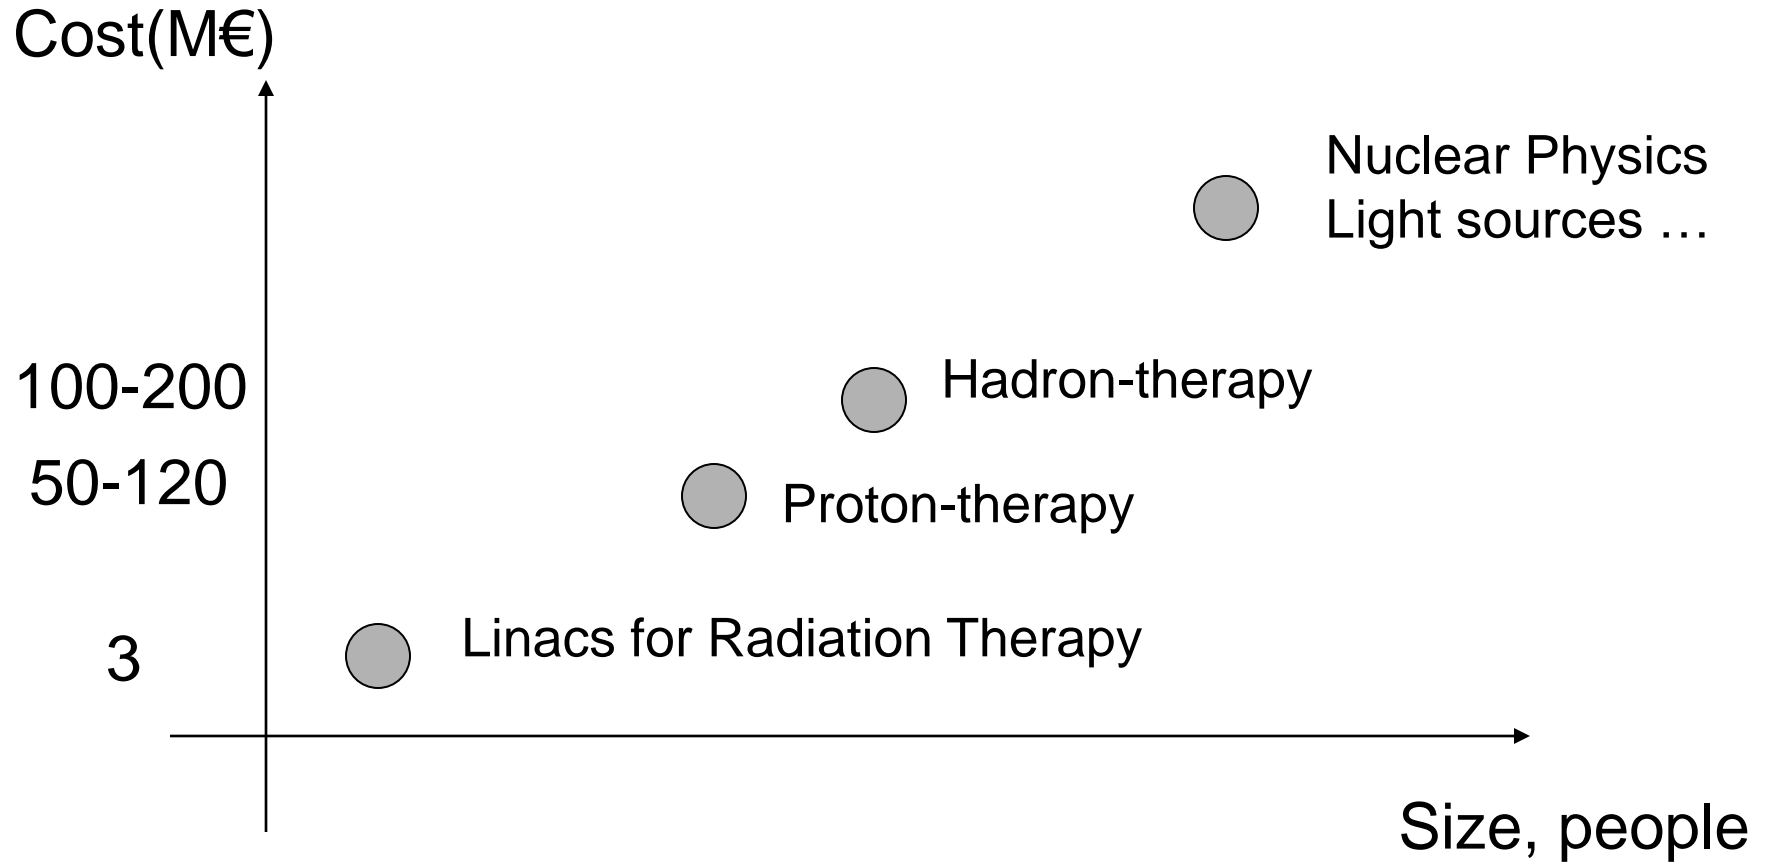 Cost(M€)
Nuclear Physics
Light sources …
100-200
Hadron-therapy
50-120
Proton-therapy
3
Linacs for Radiation Therapy
Size, people